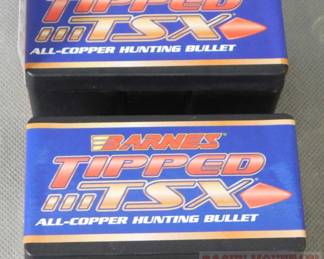 TIPPED
TSX
ALL-COPPER HUNTING BULLET
BARNES
TIPPED
TSX
ALL-COPPER HUNTING BULLET